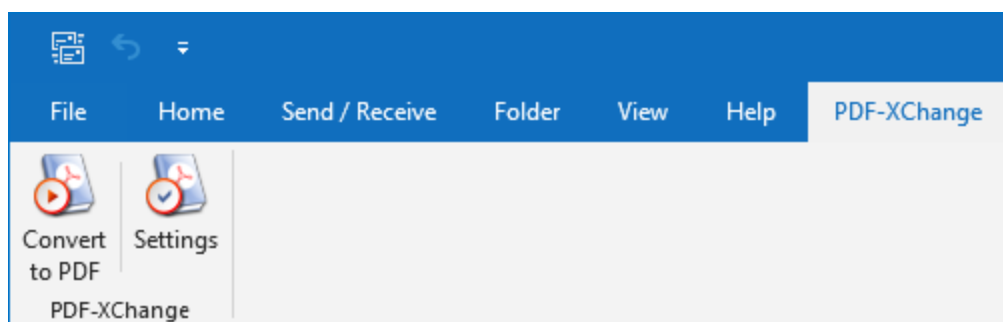 File Home Send / Receive Folder View Help PDF-XChange
Convert Settings
to PDF
PDF-XChange